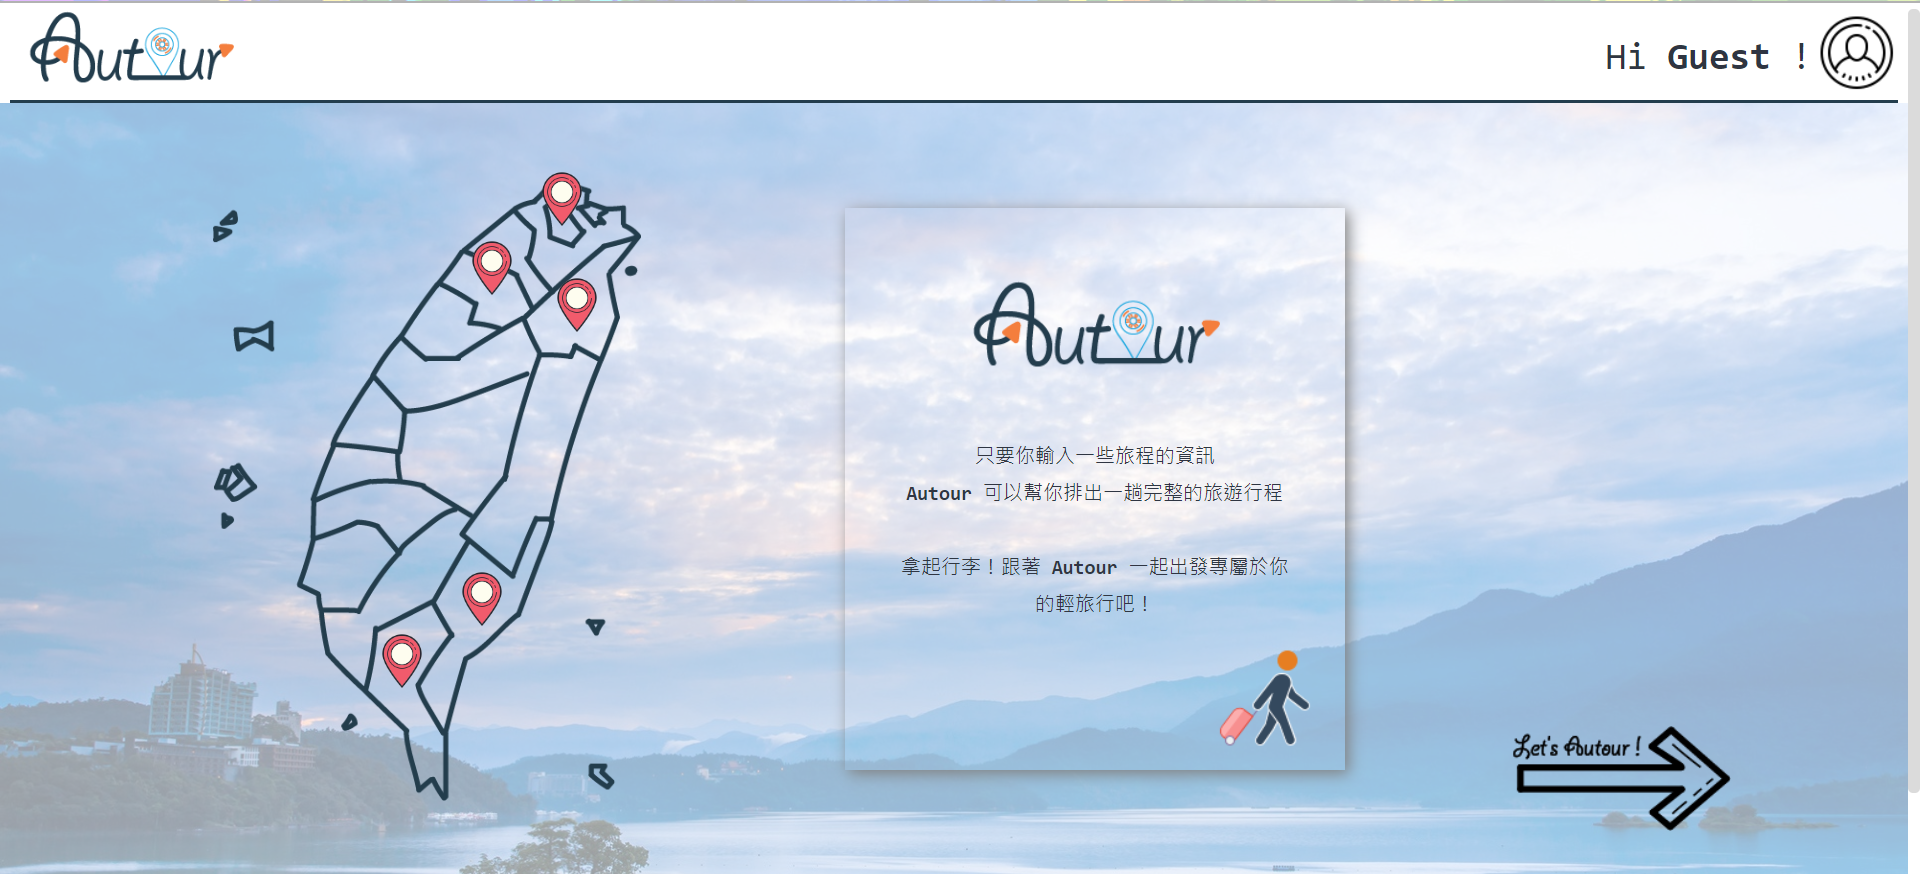 Autour
Hi Guest !
Autour
只要你輸入一些旅程的資訊
Autour 可以幫你排出一趟完整的旅遊行程
拿起行李！跟著 Autour 一起出發專屬於你
的輕旅行吧！
Let's Autour !